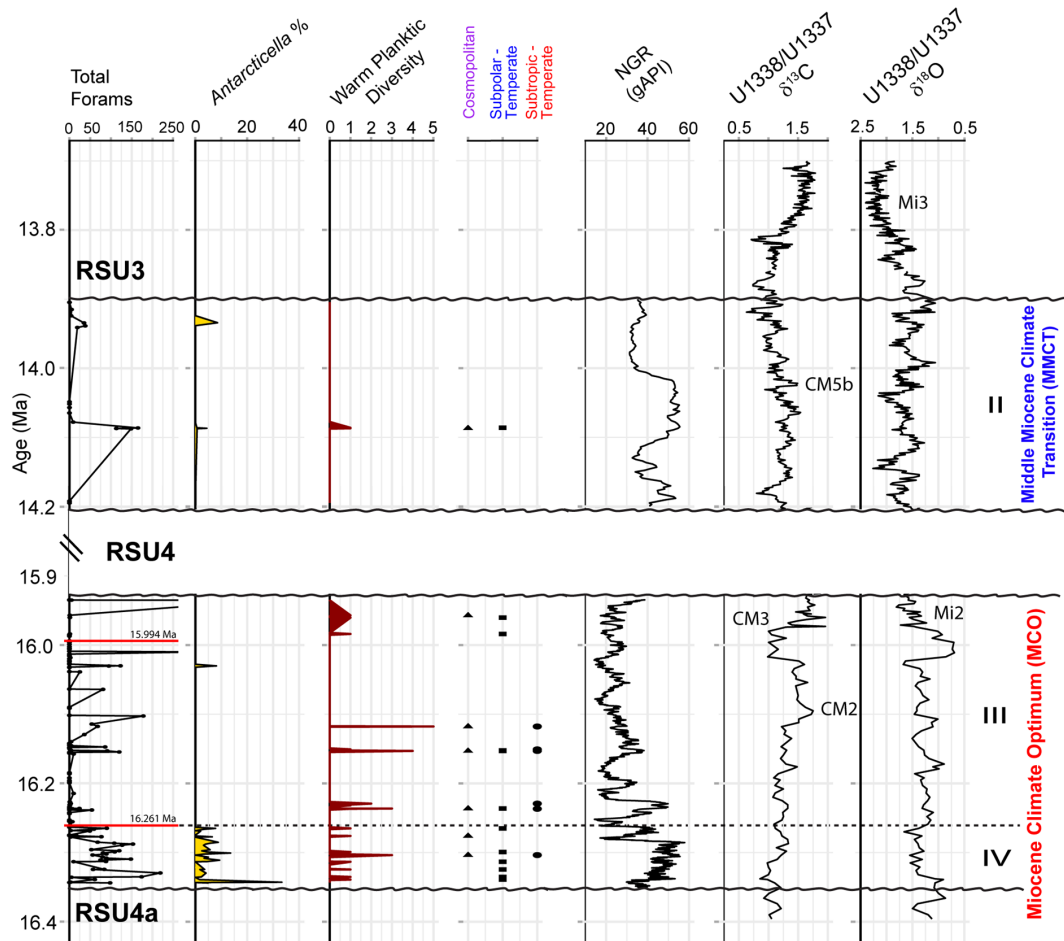 Total
Forams
Antarcticella %
Warm Planktic
Diversity
Cosmopolitan
Subpolar -
Temperate
Subtropic -
Temperate
NGR
(gAPI)
U1338/U1337
δ13C
U1338/U1337
δ18O
0 50 150 250
0 20 40
0 1 2 3 4 5
20 40 60
0.5 1.5
2.5 1.5 0.5
Mi3
13.8
RSU3
14.0
CM5b
II
Middle Miocene Climate
Transition (MMCT)
Age (Ma)
14.2
RSU4
15.9
CM3
Mi2
15.994 Ma
16.0
CM2
III
Miocene Climate Optimum (MCO)
16.2
16.261 Ma
IV
RSU4a
16.4